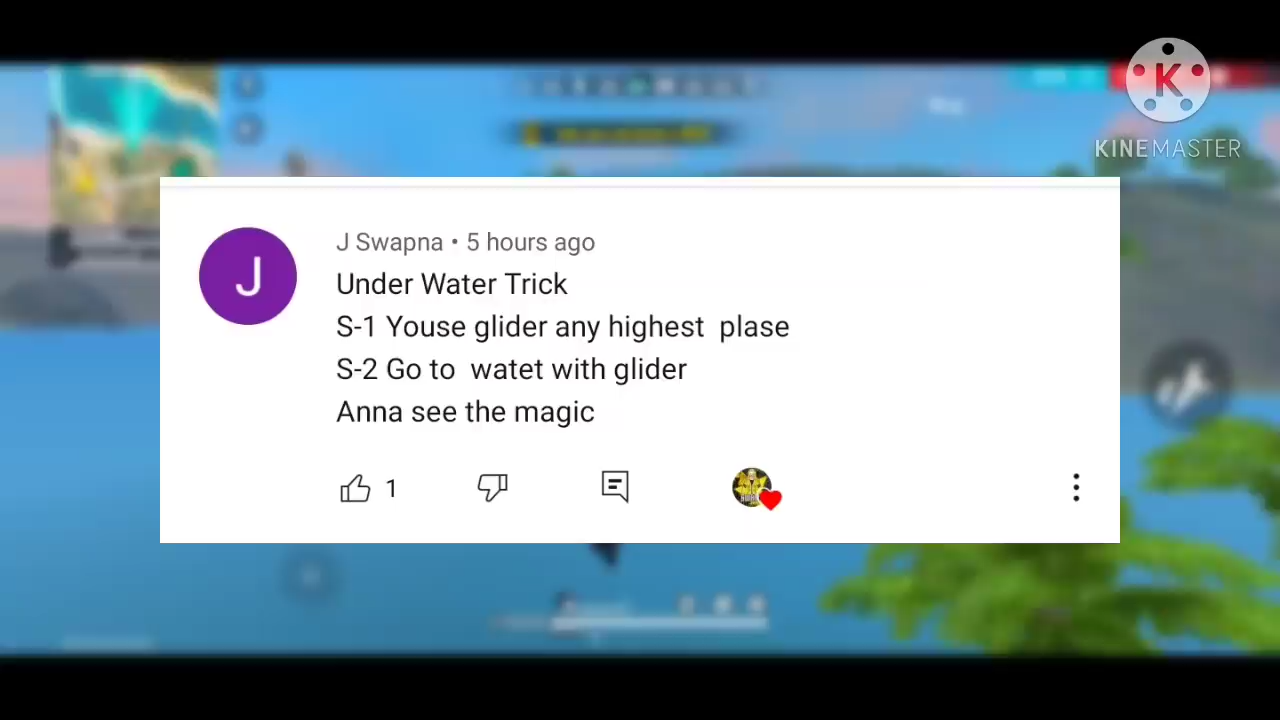 KINEMASTER
J Swapna • 5 hours ago
J
Under Water Trick
S-1 Youse glider any highest  plase
S-2 Go to  watet with glider
Anna see the magic
1